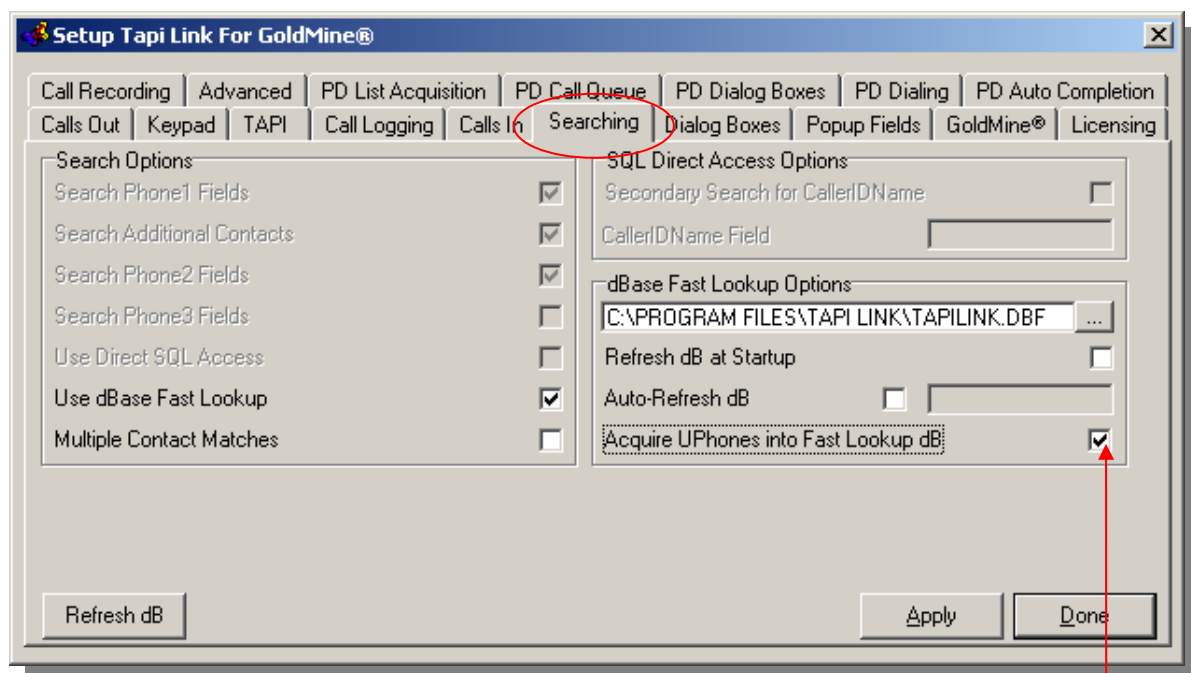 Setup Tapi Link For GoldMine®
Call Recording Advanced PD List Acquisition PD Call Queue PD Dialog Boxes PD Dialing PD Auto Completion
Calls Out Keypad TAPI Call Logging Calls In Searching Dialog Boxes Popup Fields GoldMine® Licensing
Search Options
Search Phone1 Fields
Search Additional Contacts
Search Phone2 Fields
Search Phone3 Fields
Use Direct SQL Access
Use dBase Fast Lookup
Multiple Contact Matches
SQL Direct Access Options
Secondary Search for CallerIDName
CallerIDName Field
dBase Fast Lookup Options
C:\PROGRAM FILES\TAPI LINK\TAPILINK.DBF ...
Refresh dB at Startup
Auto-Refresh dB
Acquire UPhones into Fast Lookup dB
Refresh dB Apply Done